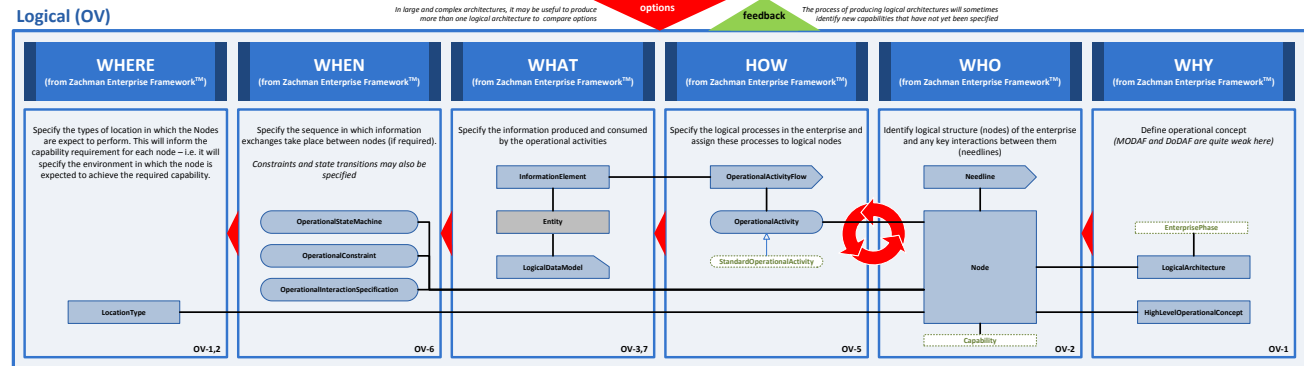 Logical (OV)
In large and complex architectures, it may be useful to produce
more than one logical architecture to compare options
options
feedback
The process of producing logical architectures will sometimes
identify new capabilities that have not yet been specified
WHERE
(from Zachman Enterprise Framework™)
WHEN
(from Zachman Enterprise Framework™)
WHAT
(from Zachman Enterprise Framework™)
HOW
(from Zachman Enterprise Framework™)
WHO
(from Zachman Enterprise Framework™)
WHY
(from Zachman Enterprise Framework™)
Specify the types of location in which the Nodes
are expect to perform. This will inform the
capability requirement for each node – i.e. it will
specify the environment in which the node is
expected to achieve the required capability.
LocationType
OV-1,2
Specify the sequence in which information
exchanges take place between nodes (if required).
Constraints and state transitions may also be
specified
OperationalStateMachine
OperationalConstraint
OperationalInteractionSpecification
OV-6
Specify the information produced and consumed
by the operational activities
InformationElement
Entity
LogicalDataModel
OV-3,7
Specify the logical processes in the enterprise and
assign these processes to logical nodes
OperationalActivityFlow
OperationalActivity
StandardOperationalActivity
OV-5
Identify logical structure (nodes) of the enterprise
and any key interactions between them
(needlines)
Needline
Node
Capability
OV-2
Define operational concept
(MODAF and DoDAF are quite weak here)
EnterprisePhase
LogicalArchitecture
HighLevelOperationalConcept
OV-1